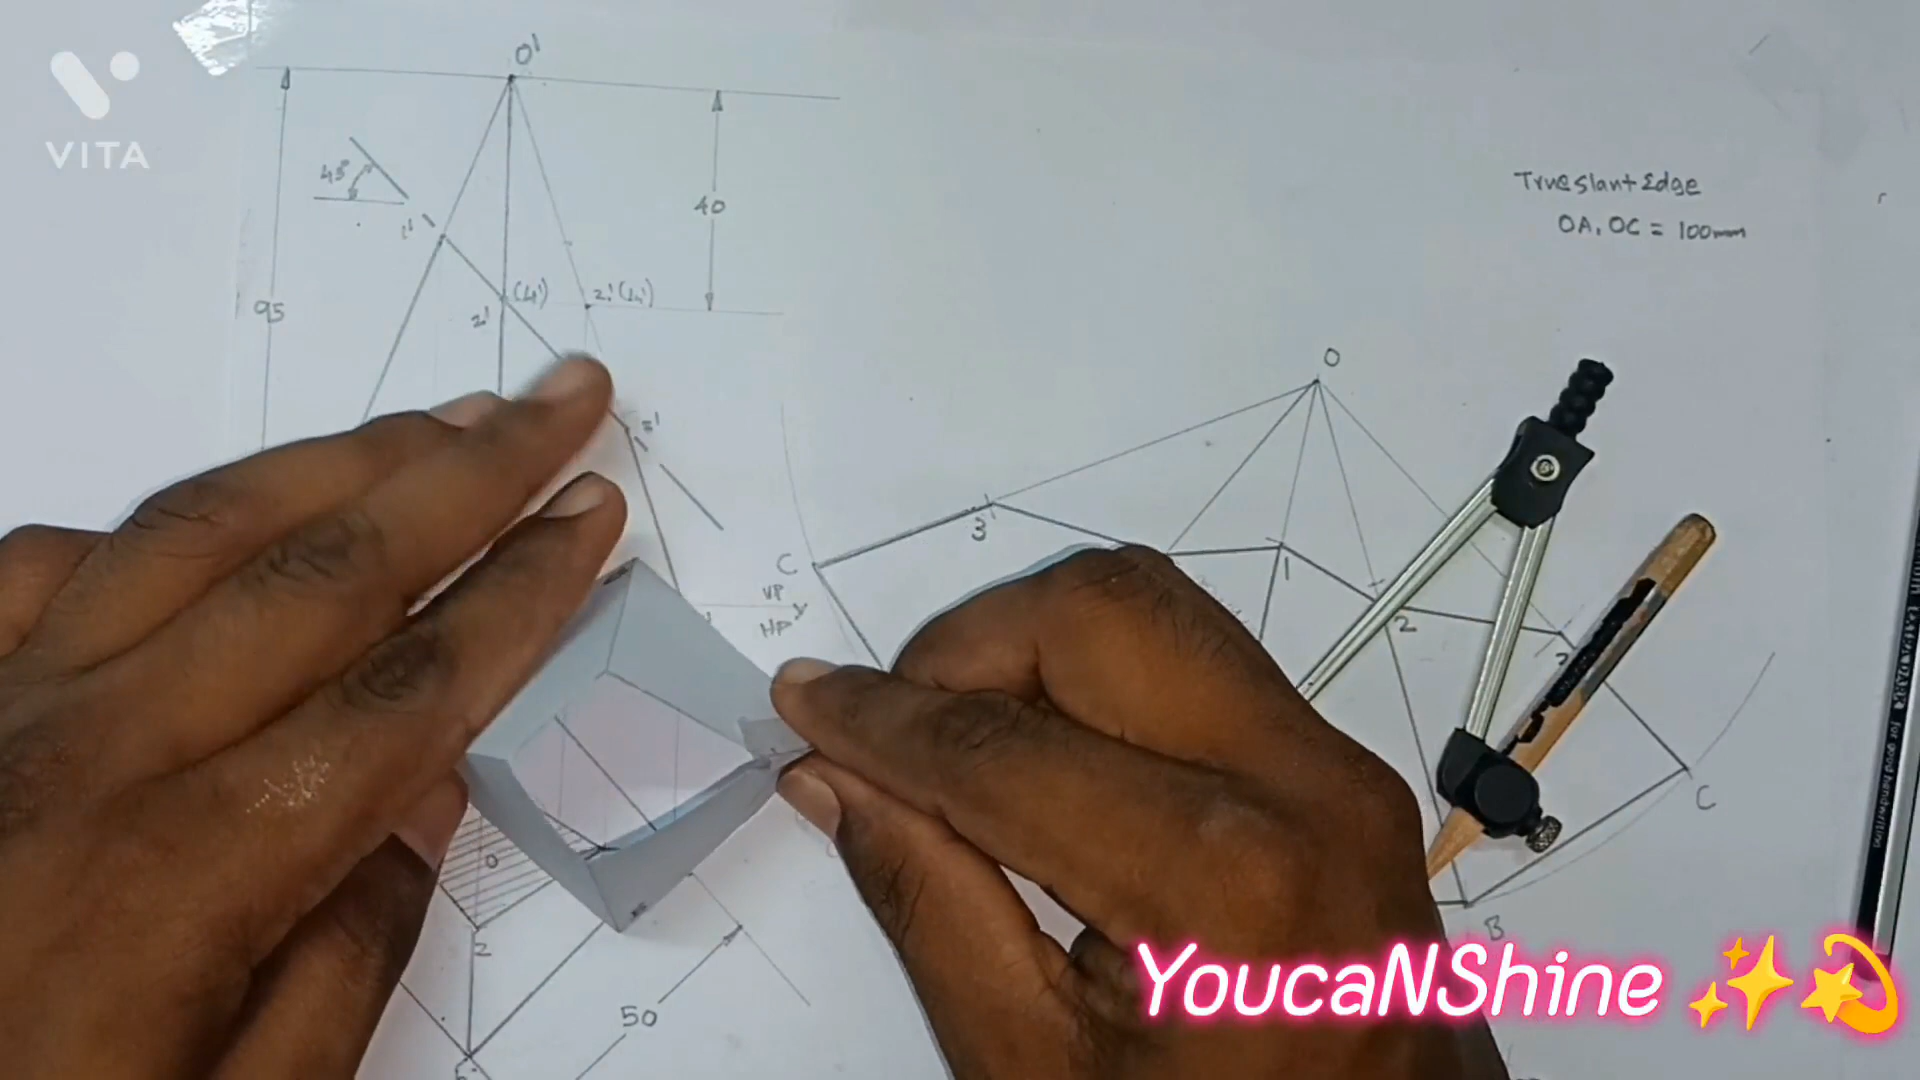 VITA
O'
45°
1'
40
True slant Edge
OA, OC = 100mm
95
2'
(4')
2'(4')
3'
O
3
C
1
2
VP
HP
C
O
2
B
50
YoucaNShine